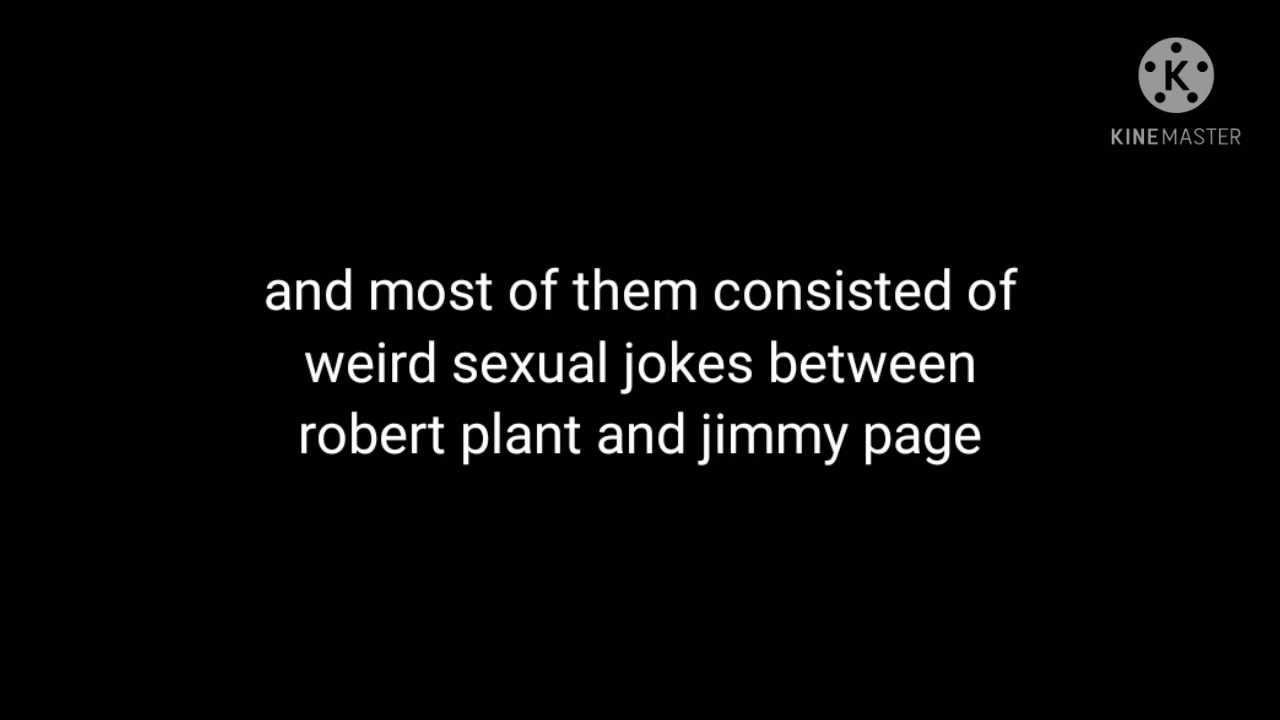 K
KINEMASTER
and most of them consisted of
weird sexual jokes between
robert plant and jimmy page